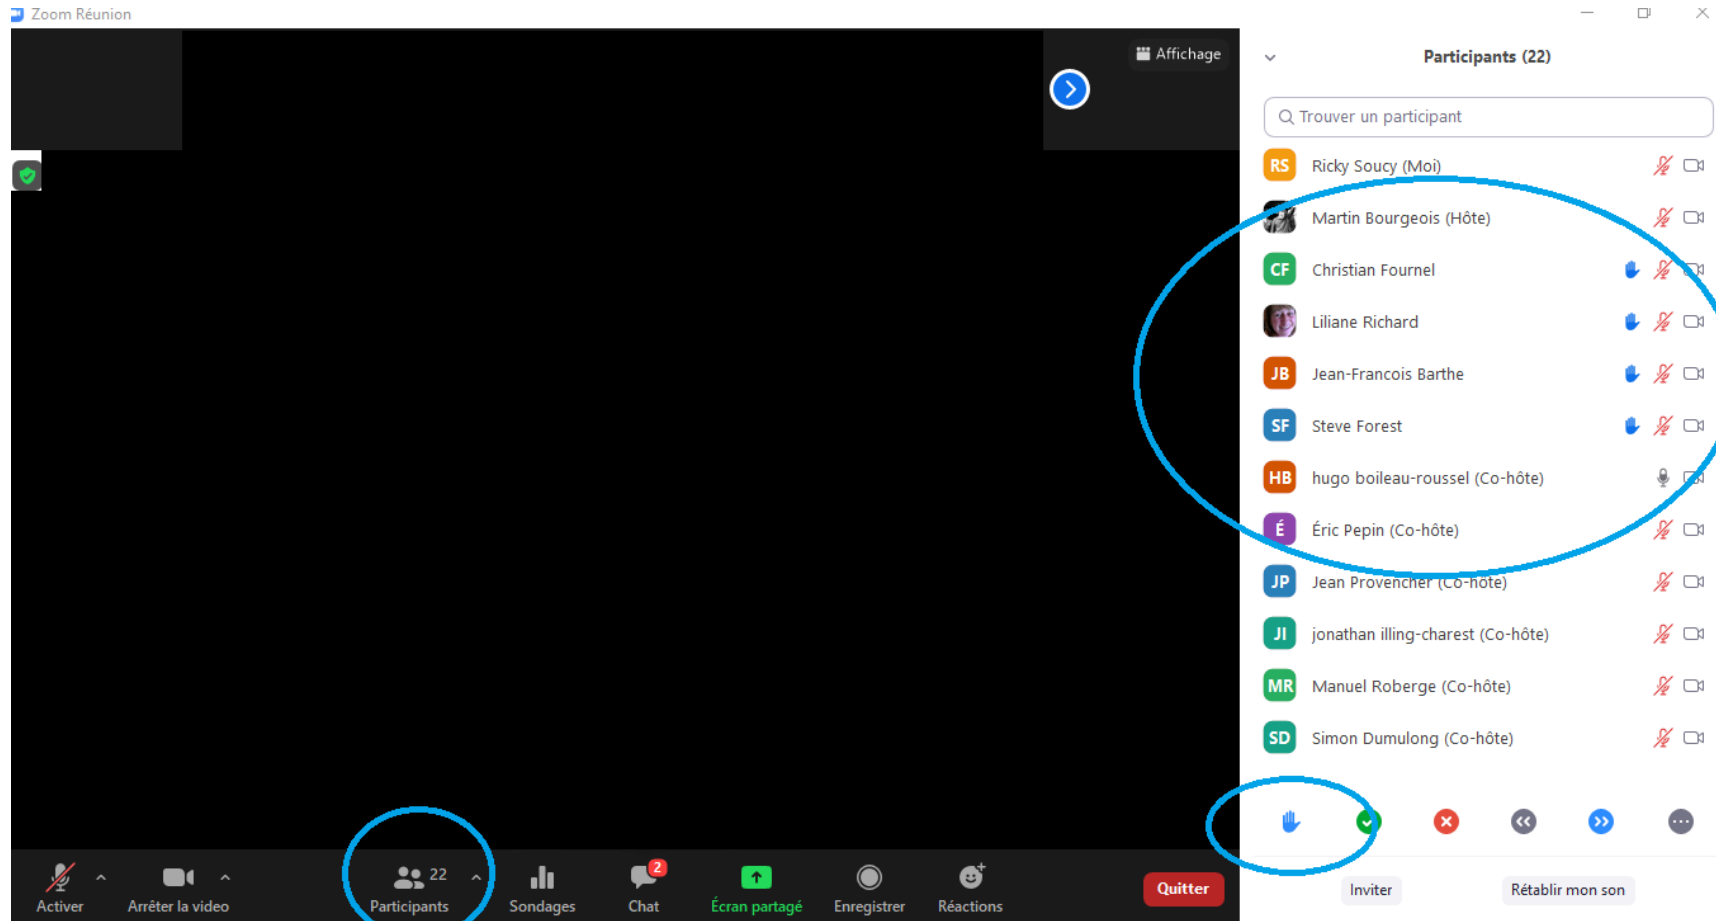 Zoom Réunion
Affichage
Participants (22)
Trouver un participant
RS Ricky Soucy (Moi)
Martin Bourgeois (Hôte)
CF Christian Fournel
Liliane Richard
JB Jean-Francois Barthe
SF Steve Forest
HB hugo boileau-roussel (Co-hôte)
É Éric Pepin (Co-hôte)
JP Jean Provencher (Co-hôte)
JI jonathan illing-charest (Co-hôte)
MR Manuel Roberge (Co-hôte)
SD Simon Dumulong (Co-hôte)
22
2
Activer
Arrêter la video
Participants
Sondages
Chat
Écran partagé
Enregistrer
Réactions
Quitter
Inviter
Rétablir mon son